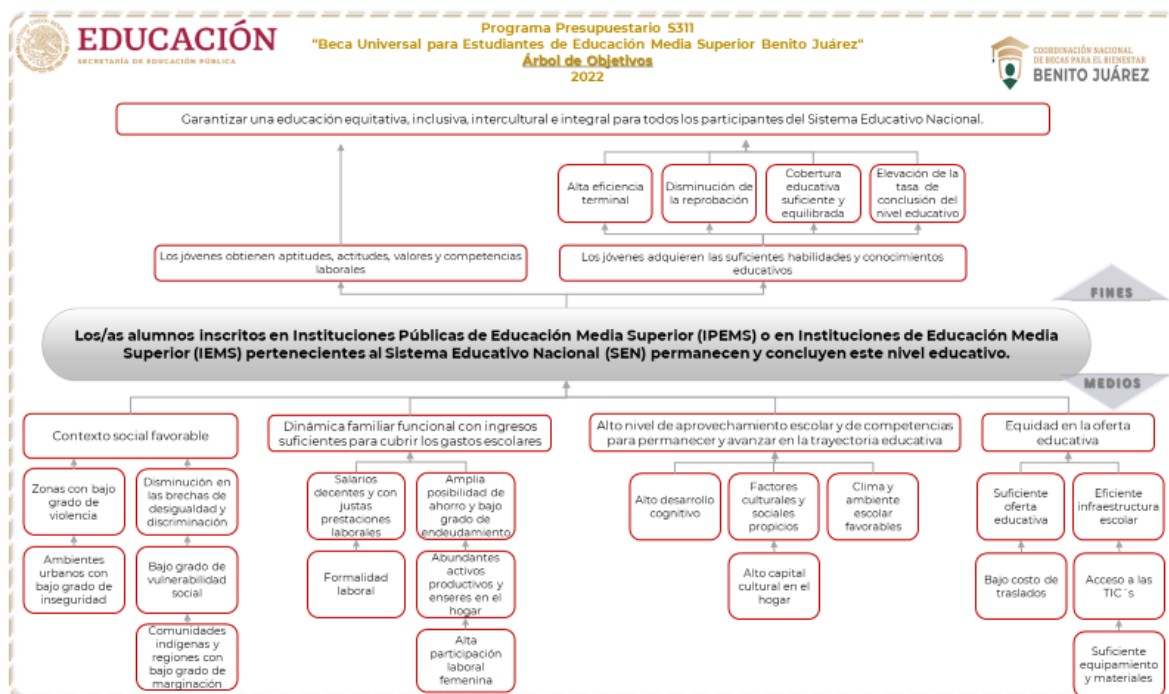 EDUCACIÓN
SECRETARÍA DE EDUCACIÓN PÚBLICA
Programa Presupuestario S311
"Beca Universal para Estudiantes de Educación Media Superior Benito Juárez"
Árbol de Objetivos
2022
COORDINACIÓN NACIONAL
DE BECAS PARA EL BIENESTAR
BENITO JUÁREZ
Garantizar una educación equitativa, inclusiva, intercultural e integral para todos los participantes del Sistema Educativo Nacional.
Alta eficiencia
terminal
Disminución de
la reprobación
Cobertura
educativa
suficiente y
equilibrada
Elevación de la
tasa de
conclusión del
nivel educativo
Los jóvenes obtienen aptitudes, actitudes, valores y competencias
laborales
Los jóvenes adquieren las suficientes habilidades y conocimientos
educativos
FINES
Los/as alumnos inscritos en Instituciones Públicas de Educación Media Superior (IPEMS) o en Instituciones de Educación Media
Superior (IEMS) pertenecientes al Sistema Educativo Nacional (SEN) permanecen y concluyen este nivel educativo.
MEDIOS
Contexto social favorable
Dinámica familiar funcional con ingresos
suficientes para cubrir los gastos escolares
Alto nivel de aprovechamiento escolar y de competencias
para permanecer y avanzar en la trayectoria educativa
Equidad en la oferta
educativa
Zonas con bajo
grado de
violencia
Disminución en
las brechas de
desigualdad y
discriminación
Salarios
decentes y con
justas
prestaciones
laborales
Amplia
posibilidad de
ahorro y bajo
grado de
endeudamiento
Alto desarrollo
cognitivo
Factores
culturales y
sociales
propicios
Clima y
ambiente
escolar
favorables
Suficiente
oferta
educativa
Eficiente
infraestructura
escolar
Ambientes
urbanos con
bajo grado de
inseguridad
Bajo grado de
vulnerabilidad
social
Formalidad
laboral
Abundantes
activos
productivos y
enseres en el
hogar
Alto capital
cultural en el
hogar
Bajo costo de
traslados
Acceso a las
TIC´s
Comunidades
indígenas y
regiones con
bajo grado de
marginación
Alta
participación
laboral
femenina
Suficiente
equipamiento
y materiales